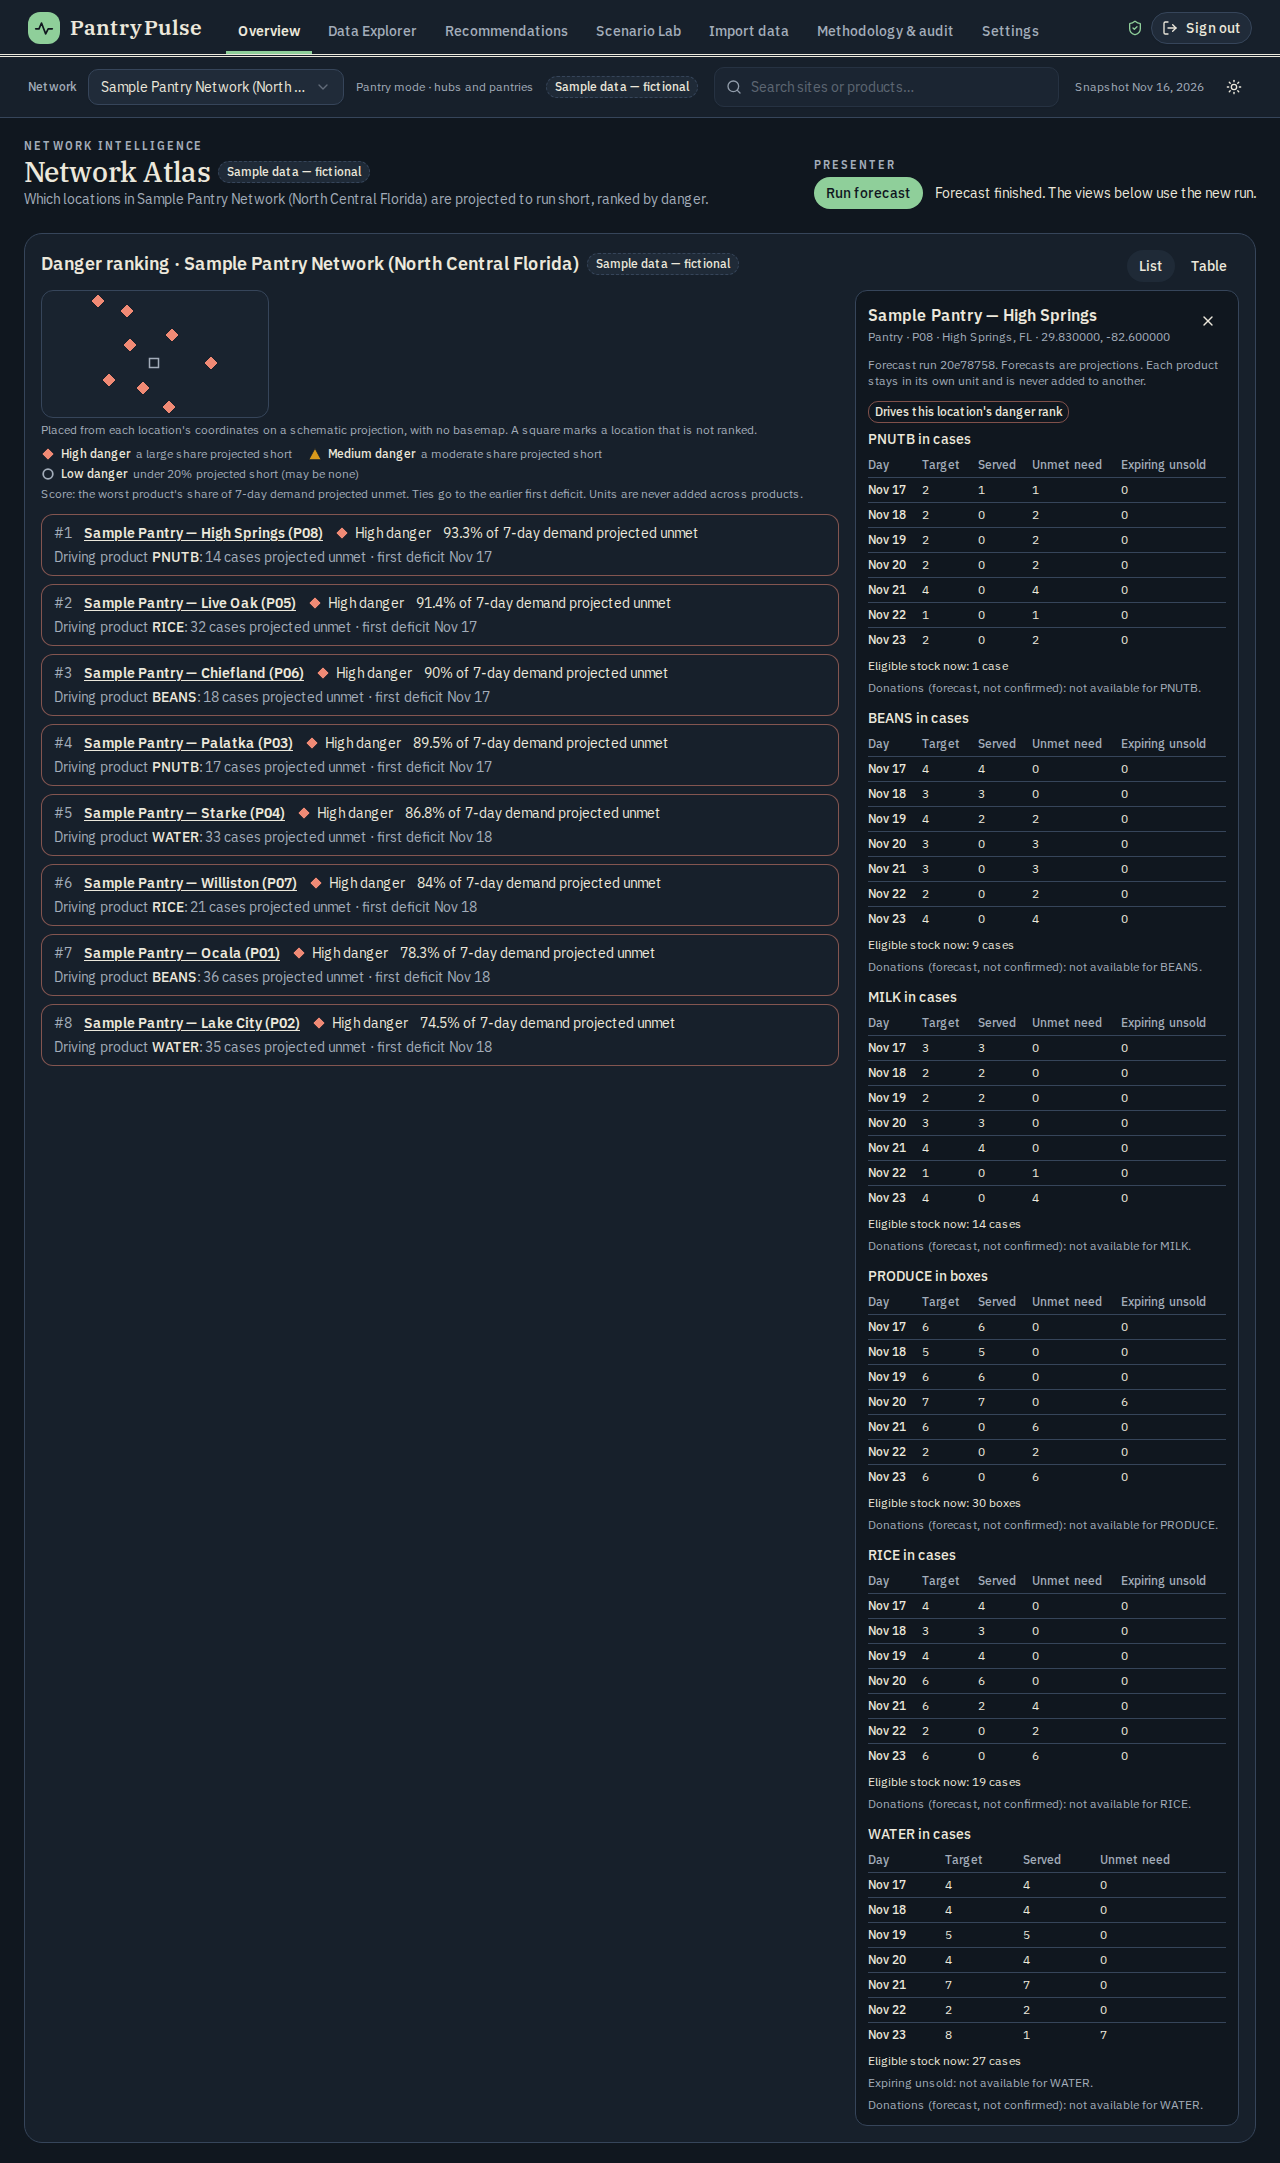 PantryPulse
Overview
Data Explorer
Recommendations
Scenario Lab
Import data
Methodology & audit
Settings
Sign out
Network
Sample Pantry Network (North ...
Pantry mode · hubs and pantries
Sample data — fictional
Search sites or products...
Snapshot Nov 16, 2026
NETWORK INTELLIGENCE
Network Atlas
Sample data — fictional
Which locations in Sample Pantry Network (North Central Florida) are projected to run short, ranked by danger.
PRESENTER
Run forecast
Forecast finished. The views below use the new run.
Danger ranking · Sample Pantry Network (North Central Florida)
Sample data — fictional
List
Table
Placed from each location's coordinates on a schematic projection, with no basemap. A square marks a location that is not ranked.
High danger a large share projected short
Medium danger a moderate share projected short
Low danger under 20% projected short (may be none)
Score: the worst product's share of 7-day demand projected unmet. Ties go to the earlier first deficit. Units are never added across products.
#1 Sample Pantry — High Springs (P08) High danger 93.3% of 7-day demand projected unmet
Driving product PNUTB: 14 cases projected unmet · first deficit Nov 17
#2 Sample Pantry — Live Oak (P05) High danger 91.4% of 7-day demand projected unmet
Driving product RICE: 32 cases projected unmet · first deficit Nov 17
#3 Sample Pantry — Chiefland (P06) High danger 90% of 7-day demand projected unmet
Driving product BEANS: 18 cases projected unmet · first deficit Nov 17
#4 Sample Pantry — Palatka (P03) High danger 89.5% of 7-day demand projected unmet
Driving product PNUTB: 17 cases projected unmet · first deficit Nov 17
#5 Sample Pantry — Starke (P04) High danger 86.8% of 7-day demand projected unmet
Driving product WATER: 33 cases projected unmet · first deficit Nov 18
#6 Sample Pantry — Williston (P07) High danger 84% of 7-day demand projected unmet
Driving product RICE: 21 cases projected unmet · first deficit Nov 18
#7 Sample Pantry — Ocala (P01) High danger 78.3% of 7-day demand projected unmet
Driving product BEANS: 36 cases projected unmet · first deficit Nov 18
#8 Sample Pantry — Lake City (P02) High danger 74.5% of 7-day demand projected unmet
Driving product WATER: 35 cases projected unmet · first deficit Nov 18
Sample Pantry — High Springs
Pantry · P08 · High Springs, FL · 29.830000, -82.600000
Forecast run 20e78758. Forecasts are projections. Each product
stays in its own unit and is never added to another.
Drives this location's danger rank
PNUTB in cases
Day Target Served Unmet need Expiring unsold
Nov 17 2 1 1 0
Nov 18 2 0 2 0
Nov 19 2 0 2 0
Nov 20 2 0 2 0
Nov 21 4 0 4 0
Nov 22 1 0 1 0
Nov 23 2 0 2 0
Eligible stock now: 1 case
Donations (forecast, not confirmed): not available for PNUTB.
BEANS in cases
Day Target Served Unmet need Expiring unsold
Nov 17 4 4 0 0
Nov 18 3 3 0 0
Nov 19 4 2 2 0
Nov 20 3 0 3 0
Nov 21 3 0 3 0
Nov 22 2 0 2 0
Nov 23 4 0 4 0
Eligible stock now: 9 cases
Donations (forecast, not confirmed): not available for BEANS.
MILK in cases
Day Target Served Unmet need Expiring unsold
Nov 17 3 3 0 0
Nov 18 2 2 0 0
Nov 19 2 2 0 0
Nov 20 3 3 0 0
Nov 21 4 4 0 0
Nov 22 1 0 1 0
Nov 23 4 0 4 0
Eligible stock now: 14 cases
Donations (forecast, not confirmed): not available for MILK.
PRODUCE in boxes
Day Target Served Unmet need Expiring unsold
Nov 17 6 6 0 0
Nov 18 5 5 0 0
Nov 19 6 6 0 0
Nov 20 7 7 0 6
Nov 21 6 0 6 0
Nov 22 2 0 2 0
Nov 23 6 0 6 0
Eligible stock now: 30 boxes
Donations (forecast, not confirmed): not available for PRODUCE.
RICE in cases
Day Target Served Unmet need Expiring unsold
Nov 17 4 4 0 0
Nov 18 3 3 0 0
Nov 19 4 4 0 0
Nov 20 6 6 0 0
Nov 21 6 2 4 0
Nov 22 2 0 2 0
Nov 23 6 0 6 0
Eligible stock now: 19 cases
Donations (forecast, not confirmed): not available for RICE.
WATER in cases
Day Target Served Unmet need
Nov 17 4 4 0
Nov 18 4 4 0
Nov 19 5 5 0
Nov 20 4 4 0
Nov 21 7 7 0
Nov 22 2 2 0
Nov 23 8 1 7
Eligible stock now: 27 cases
Expiring unsold: not available for WATER.
Donations (forecast, not confirmed): not available for WATER.